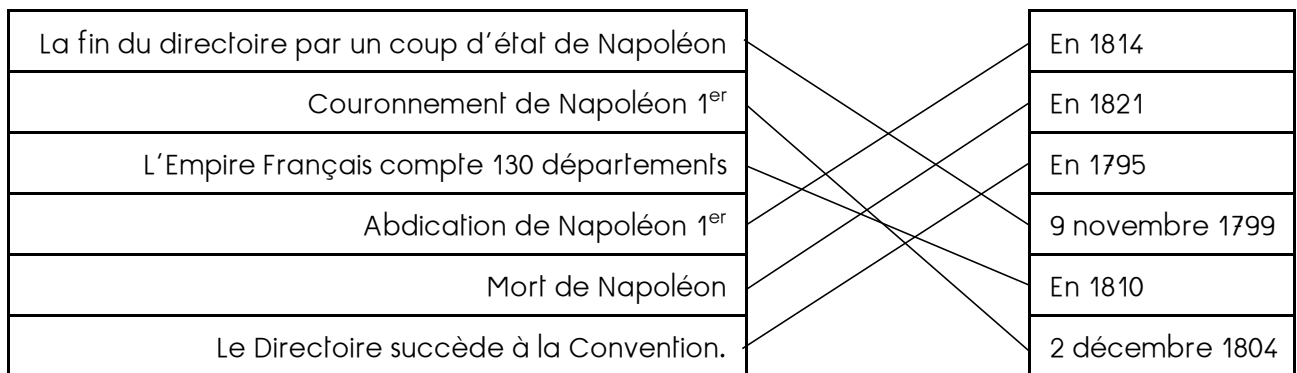 La fin du directoire par un coup d'état de Napoléon
Couronnement de Napoléon 1er
L'Empire Français compte 130 départements
Abdication de Napoléon 1er
Mort de Napoléon
Le Directoire succède à la Convention.
En 1814
En 1821
En 1795
9 novembre 1799
En 1810
2 décembre 1804